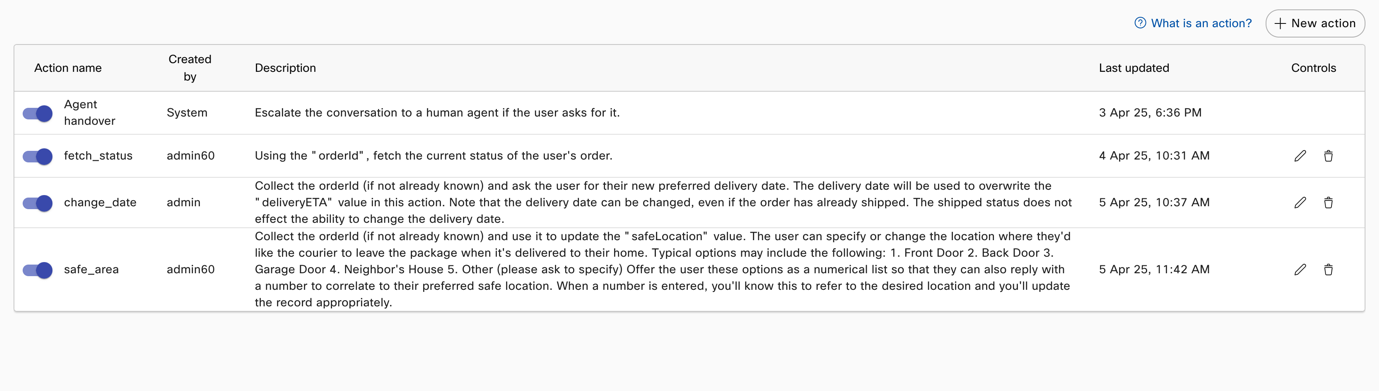 What is an action?
New action
Action name
Created
by
Description
Last updated
Controls
Agent
handover
System
Escalate the conversation to a human agent if the user asks for it.
3 Apr 25, 6:36 PM
fetch_status
admin60
Using the "orderId", fetch the current status of the user's order.
4 Apr 25, 10:31 AM
change_date
admin
Collect the orderId (if not already known) and ask the user for their new preferred delivery date. The delivery date will be used to overwrite the
"deliveryETA" value in this action. Note that the delivery date can be changed, even if the order has already shipped. The shipped status does not
effect the ability to change the delivery date.
5 Apr 25, 10:37 AM
safe_area
admin60
Collect the orderId (if not already known) and use it to update the "safeLocation" value. The user can specify or change the location where they'd
like the courier to leave the package when it's delivered to their home. Typical options may include the following: 1. Front Door 2. Back Door 3.
Garage Door 4. Neighbor's House 5. Other (please ask to specify) Offer the user these options as a numerical list so that they can also reply with
a number to correlate to their preferred safe location. When a number is entered, you'll know this to refer to the desired location and you'll update
the record appropriately.
5 Apr 25, 11:42 AM